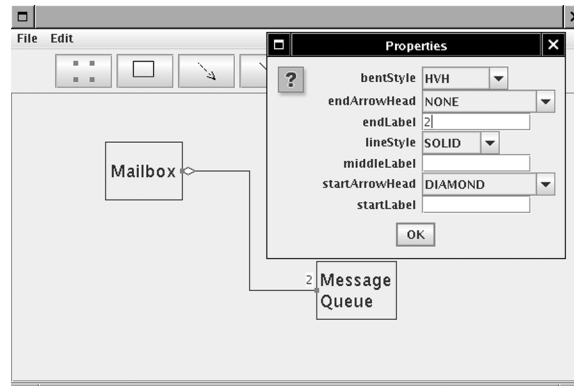 File Edit
Properties
?
bentStyle HVH
endArrowHead NONE
endLabel 2
lineStyle SOLID
middleLabel
startArrowHead DIAMOND
startLabel
OK
Mailbox
2 Message
Queue